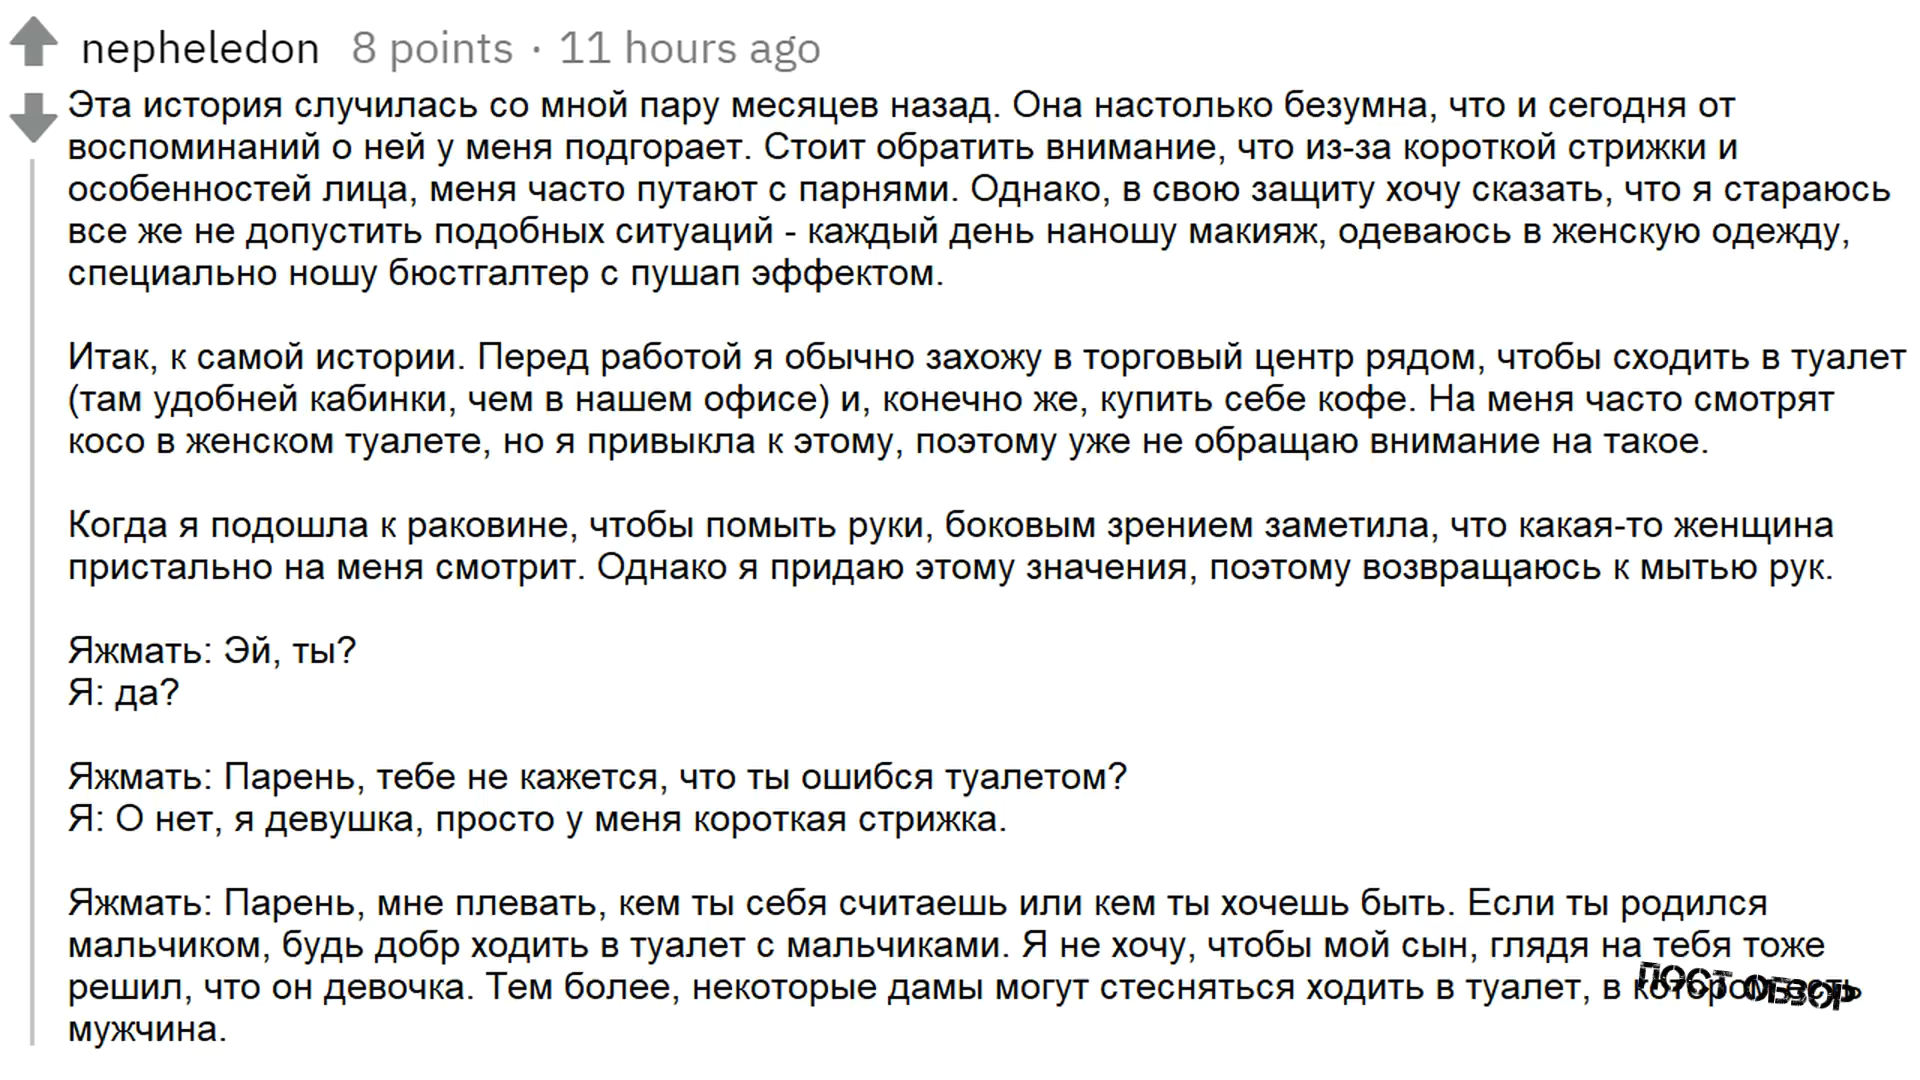 nepheledon 8 points · 11 hours ago
Эта история случилась со мной пару месяцев назад. Она настолько безумна, что и сегодня от
воспоминаний о ней у меня подгорает. Стоит обратить внимание, что из-за короткой стрижки и
особенностей лица, меня часто путают с парнями. Однако, в свою защиту хочу сказать, что я стараюсь
все же не допустить подобных ситуаций - каждый день наношу макияж, одеваюсь в женскую одежду,
специально ношу бюстгалтер с пушап эффектом.
Итак, к самой истории. Перед работой я обычно захожу в торговый центр рядом, чтобы сходить в туалет
(там удобней кабинки, чем в нашем офисе) и, конечно же, купить себе кофе. На меня часто смотрят
косо в женском туалете, но я привыкла к этому, поэтому уже не обращаю внимание на такое.
Когда я подошла к раковине, чтобы помыть руки, боковым зрением заметила, что какая-то женщина
пристально на меня смотрит. Однако я придаю этому значения, поэтому возвращаюсь к мытью рук.
Яжмать: Эй, ты?
Я: да?
Яжмать: Парень, тебе не кажется, что ты ошибся туалетом?
Я: О нет, я девушка, просто у меня короткая стрижка.
Яжмать: Парень, мне плевать, кем ты себя считаешь или кем ты хочешь быть. Если ты родился
мальчиком, будь добр ходить в туалет с мальчиками. Я не хочу, чтобы мой сын, глядя на тебя тоже
решил, что он девочка. Тем более, некоторые дамы могут стесняться ходить в туалет, в котором есть
мужчина.
ПОСТ ОБЗОР